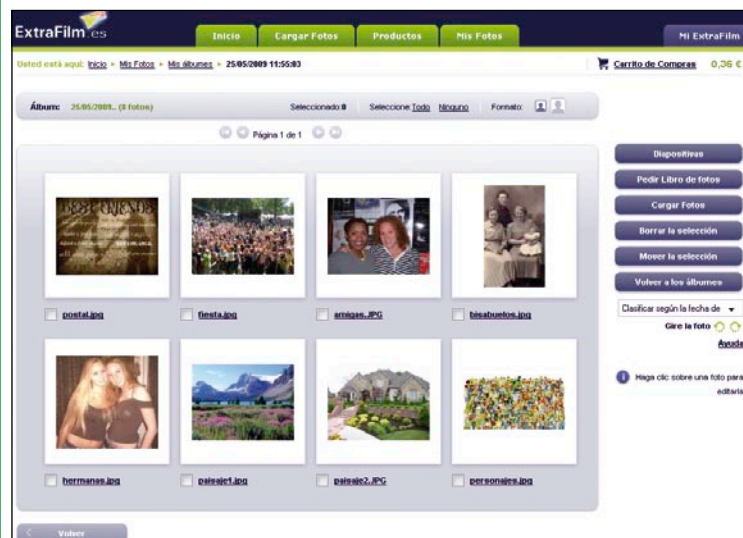 ExtraFilm.es
Inicio
Cargar Fotos
Productos
Mis Fotos
Mi ExtraFilm
Usted está aquí: Inicio ▸ Mis Fotos ▸ Mis álbumes ▸ 25/05/2009 11:55:03
Carrito de Compras 0,36 €
Álbum: 25/05/2009.. (8 fotos)
Seleccionado:0
Seleccione:Todo Ninguno
Formato:
Página 1 de 1
Diapositivas
Pedir Libro de fotos
Cargar Fotos
Borrar la selección
Mover la selección
Volver a los álbumes
Clasificar según la fecha de
Gire la foto
Ayuda
Haga clic sobre una foto para
editarla
BEST FRIENDS
postal.jpg
fiesta.jpg
amigas.JPG
bisabuelos.jpg
hermanas.jpg
paisaje1.jpg
paisaje2.JPG
personajes.jpg
Volver